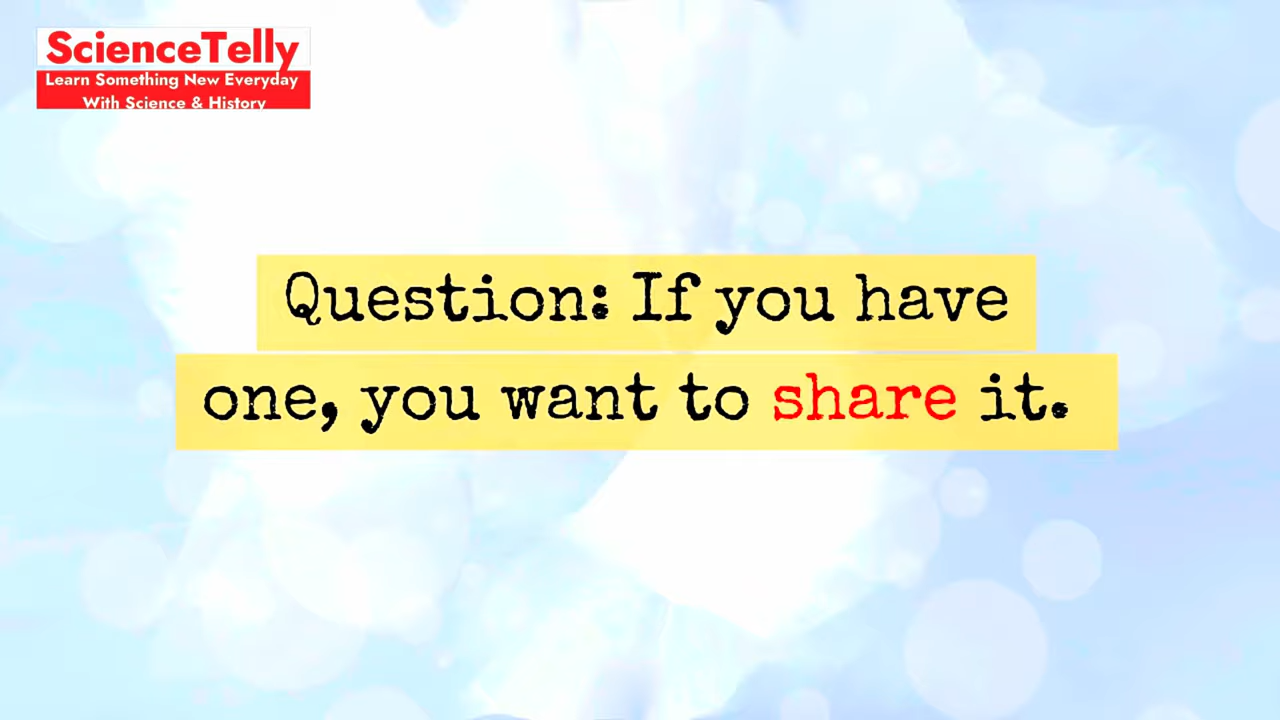 ScienceTelly
Learn Something New Everyday
With Science & History
Question: If you have
one, you want to share it.